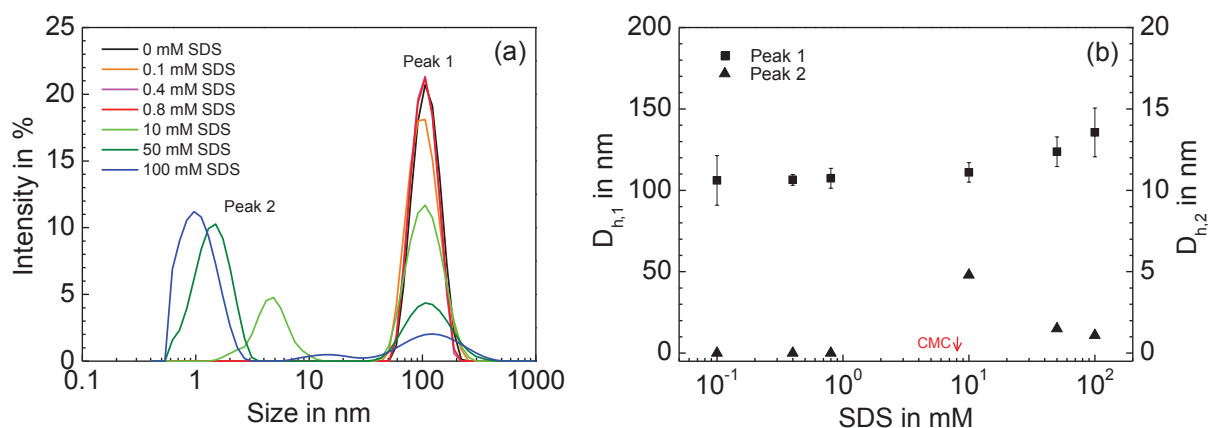 (a)
0 mM SDS
0.1 mM SDS
0.4 mM SDS
0.8 mM SDS
10 mM SDS
50 mM SDS
100 mM SDS
Peak 1
Peak 2
Intensity in %
25
20
15
10
5
0
0.1 1 10 100 1000
Size in nm
(b)
Peak 1
Peak 2
D_{h,1} in nm
200
150
100
50
0
CMC
20
15
10
5
0
D_{h,2} in nm
10^{-1} 10^{0} 10^{1} 10^{2}
SDS in mM